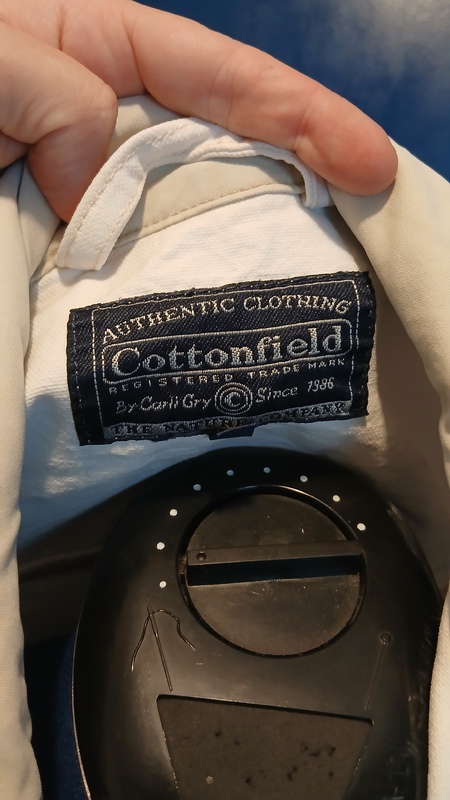 AUTHENTIC CLOTHING
Cottonfield
REGISTERED TRADE MARK
By Carli Gry © Since 1986
THE NATURE COMPANY